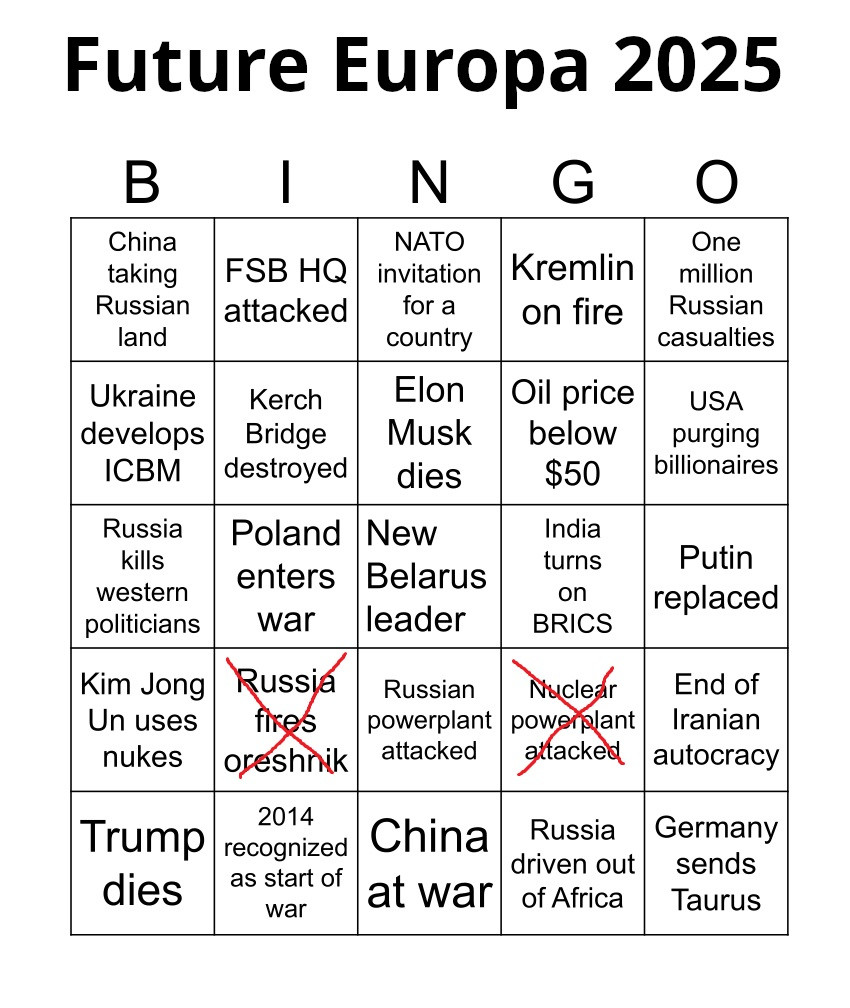 Future Europa 2025
B I N G O
China
taking
Russian
land
FSB HQ
attacked
NATO
invitation
for a
country
Kremlin
on fire
One
million
Russian
casualties
Ukraine
develops
ICBM
Kerch
Bridge
destroyed
Elon
Musk
dies
Oil price
below
$50
USA
purging
billionaires
Russia
kills
western
politicians
Poland
enters
war
New
Belarus
leader
India
turns
on
BRICS
Putin
replaced
Kim Jong
Un uses
nukes
Russia
fires
oreshnik
Russian
powerplant
attacked
Nuclear
powerplant
attacked
End of
Iranian
autocracy
Trump
dies
2014
recognized
as start of
war
China
at war
Russia
driven out
of Africa
Germany
sends
Taurus